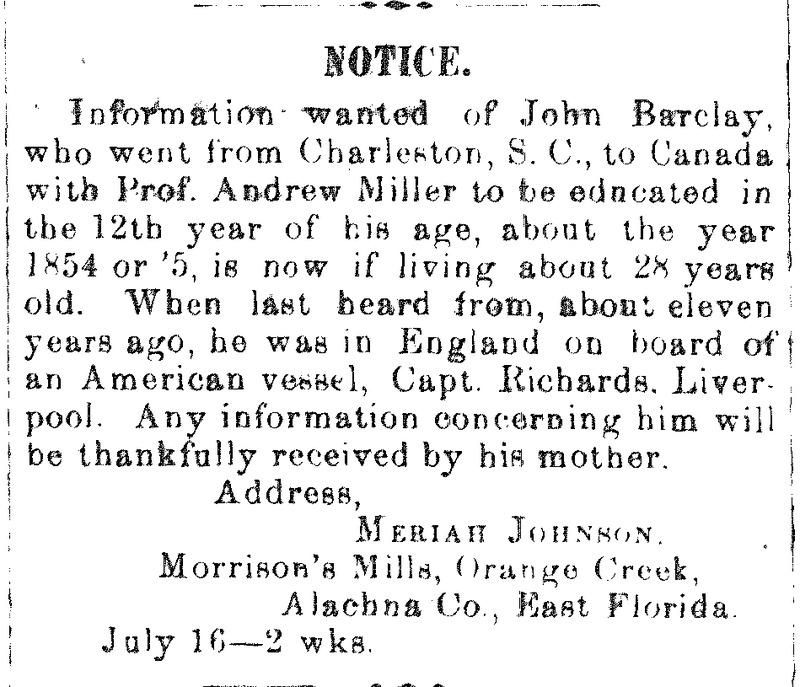 NOTICE.
Information wanted of John Barclay,
who went from Charleston, S. C., to Canada
with Prof. Andrew Miller to be edncated in
the 12th year of his age, about the year
1854 or '5, is now if living about 28 years
old. When last heard from, about eleven
years ago, he was in England on board of
an American vessel, Capt. Richards. Liver-
pool. Any information concerning him will
be thankfully received by his mother.
Address,
MERIAH JOHNSON.
Morrison's Mills, Orange Creek,
Alachna Co., East Florida.
July 16—2 wks.